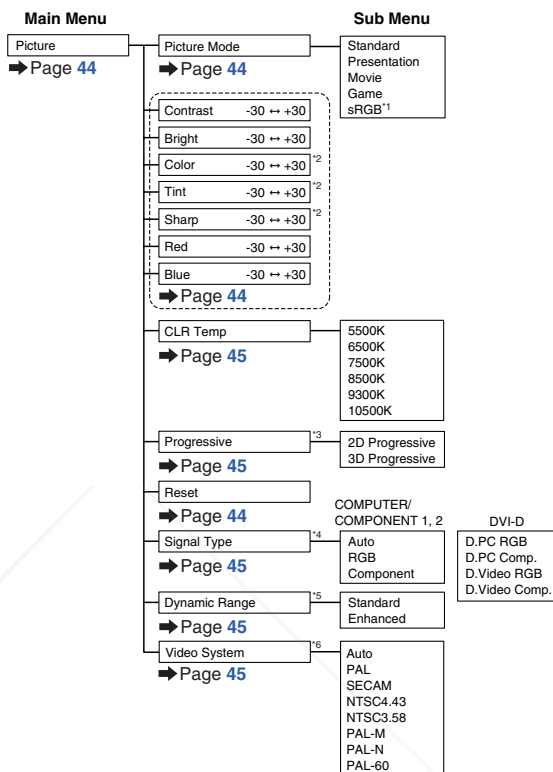 Main Menu
Sub Menu
Picture
➡Page 44
Picture Mode
➡Page 44
Standard
Presentation
Movie
Game
sRGB*1
Contrast -30 ↔ +30
Bright -30 ↔ +30
Color -30 ↔ +30 *2
Tint -30 ↔ +30 *2
Sharp -30 ↔ +30 *2
Red -30 ↔ +30
Blue -30 ↔ +30
➡Page 44
CLR Temp
➡Page 45
5500K
6500K
7500K
8500K
9300K
10500K
Progressive *3
➡Page 45
2D Progressive
3D Progressive
Reset
➡Page 44
Signal Type *4
➡Page 45
COMPUTER/
COMPONENT 1, 2
Auto
RGB
Component
DVI-D
D.PC RGB
D.PC Comp.
D.Video RGB
D.Video Comp.
Dynamic Range *5
➡Page 45
Standard
Enhanced
Video System *6
➡Page 45
Auto
PAL
SECAM
NTSC4.43
NTSC3.58
PAL-M
PAL-N
PAL-60